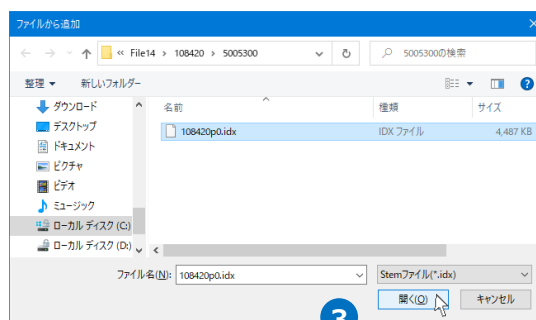 ファイルから追加
« File14 › 108420 › 5005300
5005300の検索
整理 新しいフォルダー
名前 種類 サイズ
ダウンロード
デスクトップ
ドキュメント
ピクチャ
ビデオ
ミュージック
ローカル ディスク (C:)
ローカル ディスク (D:)
108420p0.idx IDX ファイル 4,487 KB
ファイル名(N): 108420p0.idx Stemファイル(*.idx)
開く(O) キャンセル
3